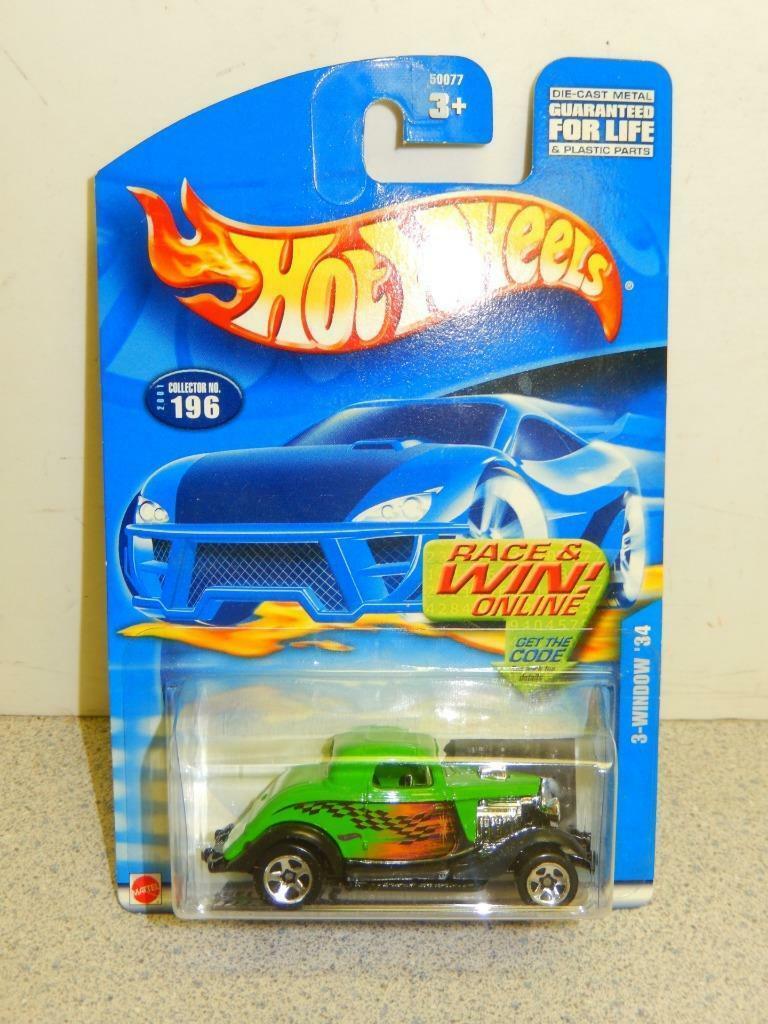 50077
3+
DIE-CAST METAL
GUARANTEED
FOR LIFE
& PLASTIC PARTS
Hot Wheels
®
2001
COLLECTOR NO.
196
RACE &
WIN!
ONLINE
GET THE
CODE
details
3-WINDOW '34
MATTEL